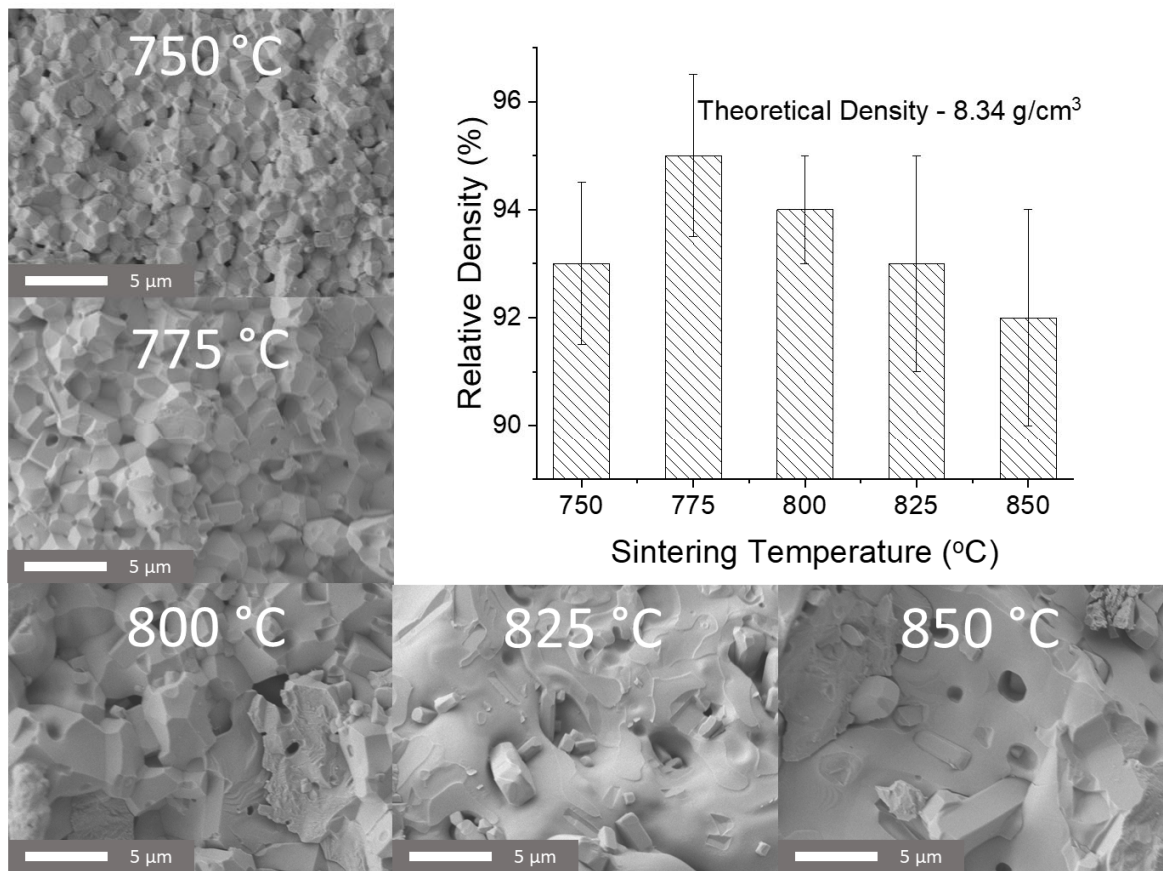 750 °C
5 µm
775 °C
5 µm
800 °C
5 µm
825 °C
5 µm
850 °C
5 µm
Relative Density (%)
96
94
92
90
Theoretical Density - 8.34 g/cm³
750 775 800 825 850
Sintering Temperature (°C)